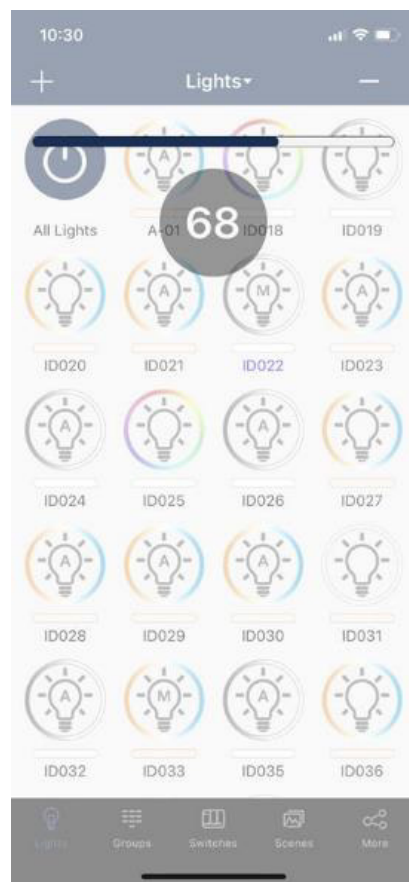 10:30
Lights
All Lights A-01 68 ID018 ID019
A A M A
ID020 ID021 ID022 ID023
A A
ID024 ID025 ID026 ID027
A A
ID028 ID029 ID030 ID031
A M A
ID032 ID033 ID035 ID036
Lights Groups Switches Scenes More